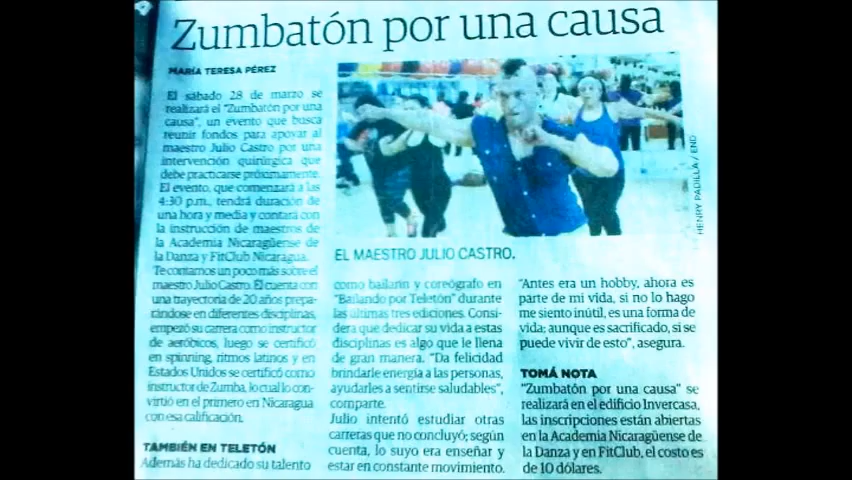 Zumbatón por una causa
MARÍA TERESA PÉREZ
El sábado 28 de marzo se
realizará el "Zumbatón por una
causa", un evento que busca
reunir fondos para apoyar al
maestro Julio Castro por una
intervención quirúrgica que
debe practicarse próximamente.
El evento, que comenzará a las
4:30 p.m., tendrá duración de
una hora y media y contará con
la instrucción de maestros de
la Academia Nicaragüense de
la Danza y FitClub Nicaragua.
Te contamos un poco más sobre el
maestro Julio Castro. El cuenta con
una trayectoria de 20 años prepa-
rándose en diferentes disciplinas,
empezó su carrera como instructor
de aeróbicos, luego se certificó
en spinning, ritmos latinos y en
Estados Unidos se certificó como
instructor de Zumba, lo cual lo con-
virtió en el primero en Nicaragua
con esa calificación.
TAMBIÉN EN TELETÓN
Además ha dedicado su talento
HENRY PADILLA / END
EL MAESTRO JULIO CASTRO.
como bailarín y coreógrafo en
"Bailando por Teletón" durante
las últimas tres ediciones. Consi-
dera que dedicar su vida a estas
disciplinas es algo que le llena
de gran manera. "Da felicidad
brindarle energía a las personas,
ayudarles a sentirse saludables",
comparte.
Julio intentó estudiar otras
carreras que no concluyó; según
cuenta, lo suyo era enseñar y
estar en constante movimiento.
"Antes era un hobby, ahora es
parte de mi vida, si no lo hago
me siento inútil, es una forma de
vida; aunque es sacrificado, sí se
puede vivir de esto", asegura.
TOMÁ NOTA
"Zumbatón por una causa" se
realizará en el edificio Invercasa,
las inscripciones están abiertas
en la Academia Nicaragüense de
la Danza y en FitClub, el costo es
de 10 dólares.